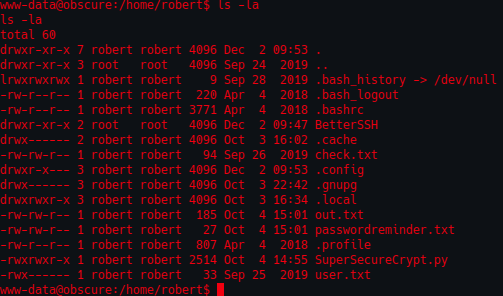 www-data@obscure:/home/robert$ ls -la
ls -la
total 60
drwxr-xr-x 7 robert robert 4096 Dec  2 09:53 .
drwxr-xr-x 3 root   root   4096 Sep 24  2019 ..
lrwxrwxrwx 1 robert robert    9 Sep 28  2019 .bash_history -> /dev/null
-rw-r--r-- 1 robert robert  220 Apr  4  2018 .bash_logout
-rw-r--r-- 1 robert robert 3771 Apr  4  2018 .bashrc
drwxr-xr-x 2 root   root   4096 Dec  2 09:47 BetterSSH
drwx------ 2 robert robert 4096 Oct  3 16:02 .cache
-rw-rw-r-- 1 robert robert   94 Sep 26  2019 check.txt
drwxr-x--- 3 robert robert 4096 Dec  2 09:53 .config
drwx------ 3 robert robert 4096 Oct  3 22:42 .gnupg
drwxrwxr-x 3 robert robert 4096 Oct  3 16:34 .local
-rw-rw-r-- 1 robert robert  185 Oct  4 15:01 out.txt
-rw-rw-r-- 1 robert robert   27 Oct  4 15:01 passwordreminder.txt
-rw-r--r-- 1 robert robert  807 Apr  4  2018 .profile
-rwxrwxr-x 1 robert robert 2514 Oct  4 14:55 SuperSecureCrypt.py
-rwx------ 1 robert robert   33 Sep 25  2019 user.txt
www-data@obscure:/home/robert$